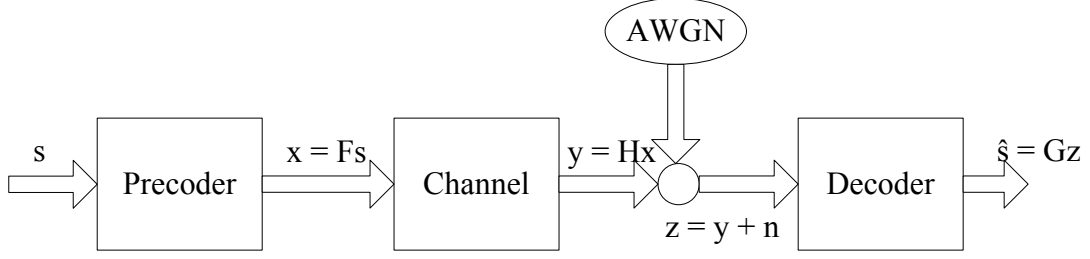 AWGN
s
x = Fs
y = Hx
ŝ = Gz
Precoder
Channel
Decoder
z = y + n